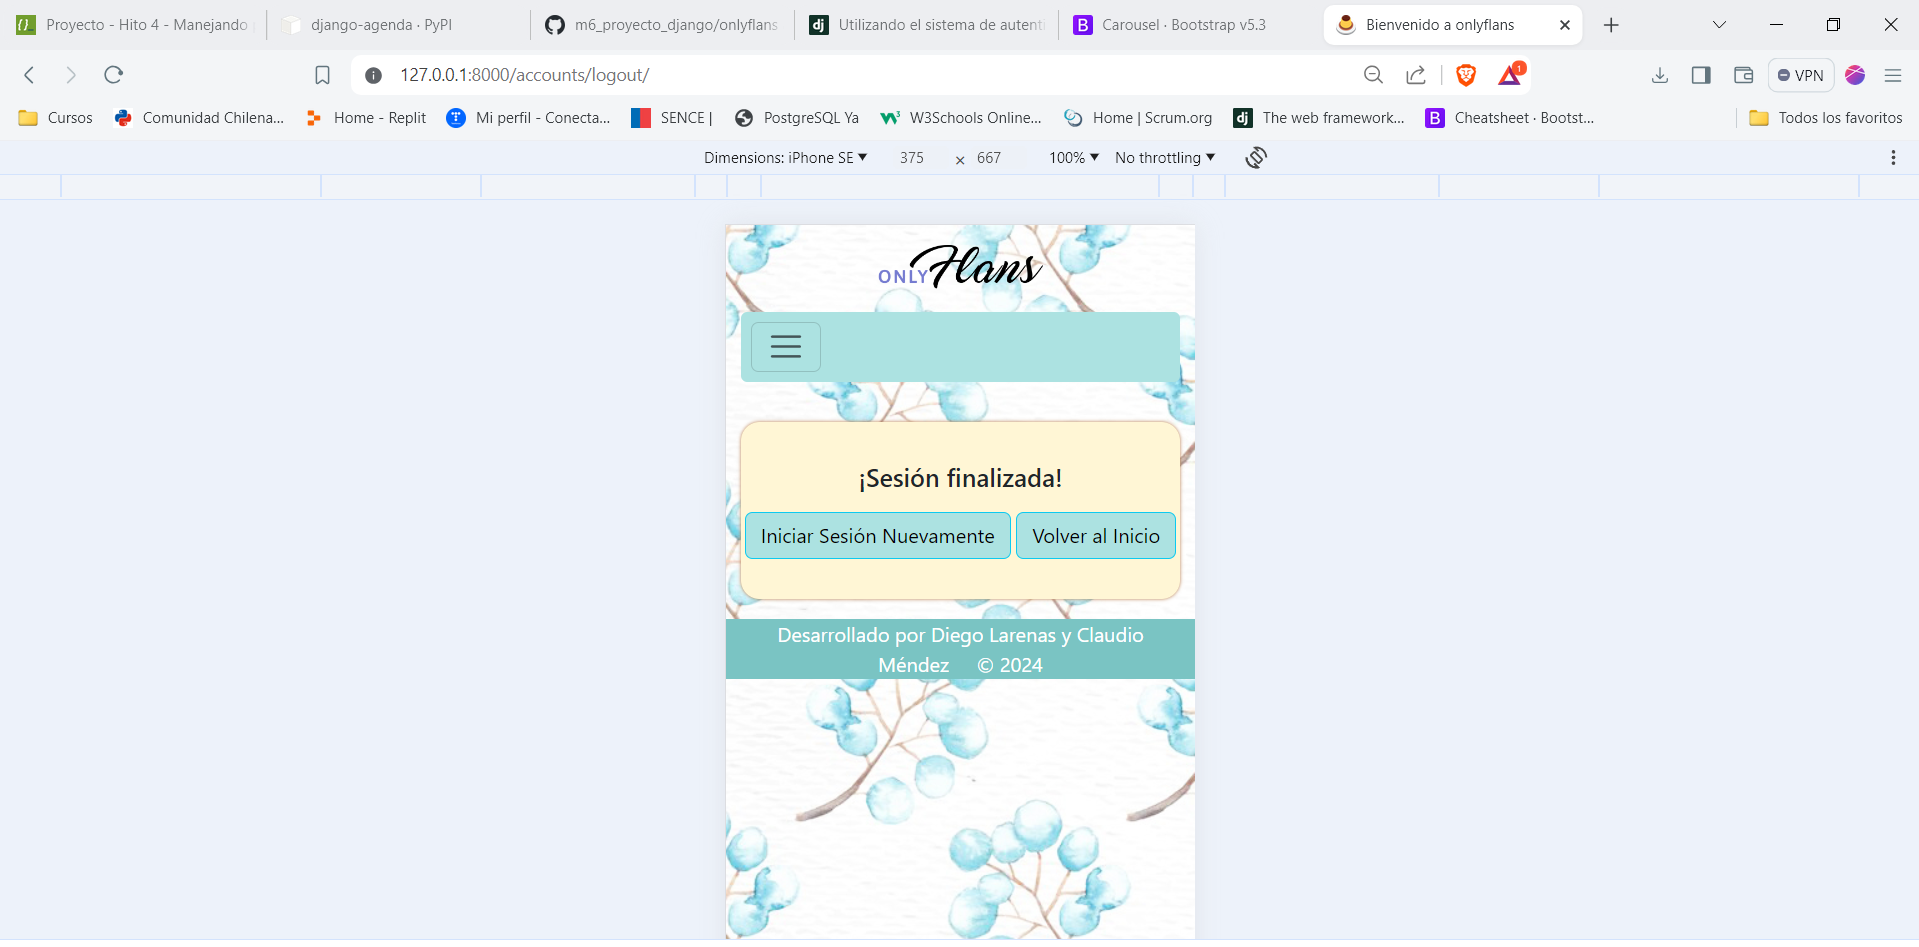 Proyecto - Hito 4 - Manejando
django-agenda · PyPI
m6_proyecto_django/onlyflans
Utilizando el sistema de autent
Carousel · Bootstrap v5.3
Bienvenido a onlyflans
127.0.0.1:8000/accounts/logout/
1
VPN
Cursos
Comunidad Chilena...
Home - Replit
Mi perfil - Conecta...
SENCE |
PostgreSQL Ya
W3Schools Online...
Home | Scrum.org
The web framework...
Cheatsheet · Bootst...
Todos los favoritos
Dimensions: iPhone SE 375 × 667 100% No throttling
ONLY Flans
¡Sesión finalizada!
Iniciar Sesión Nuevamente
Volver al Inicio
Desarrollado por Diego Larenas y Claudio
Méndez © 2024